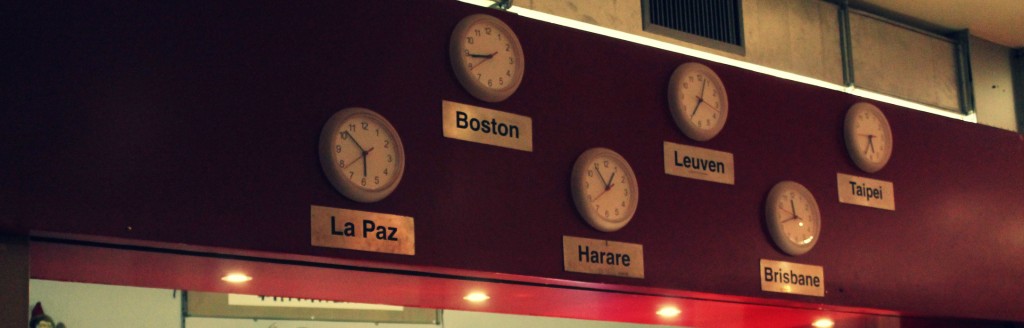 Boston
Leuven
Taipei
La Paz
Harare
Brisbane